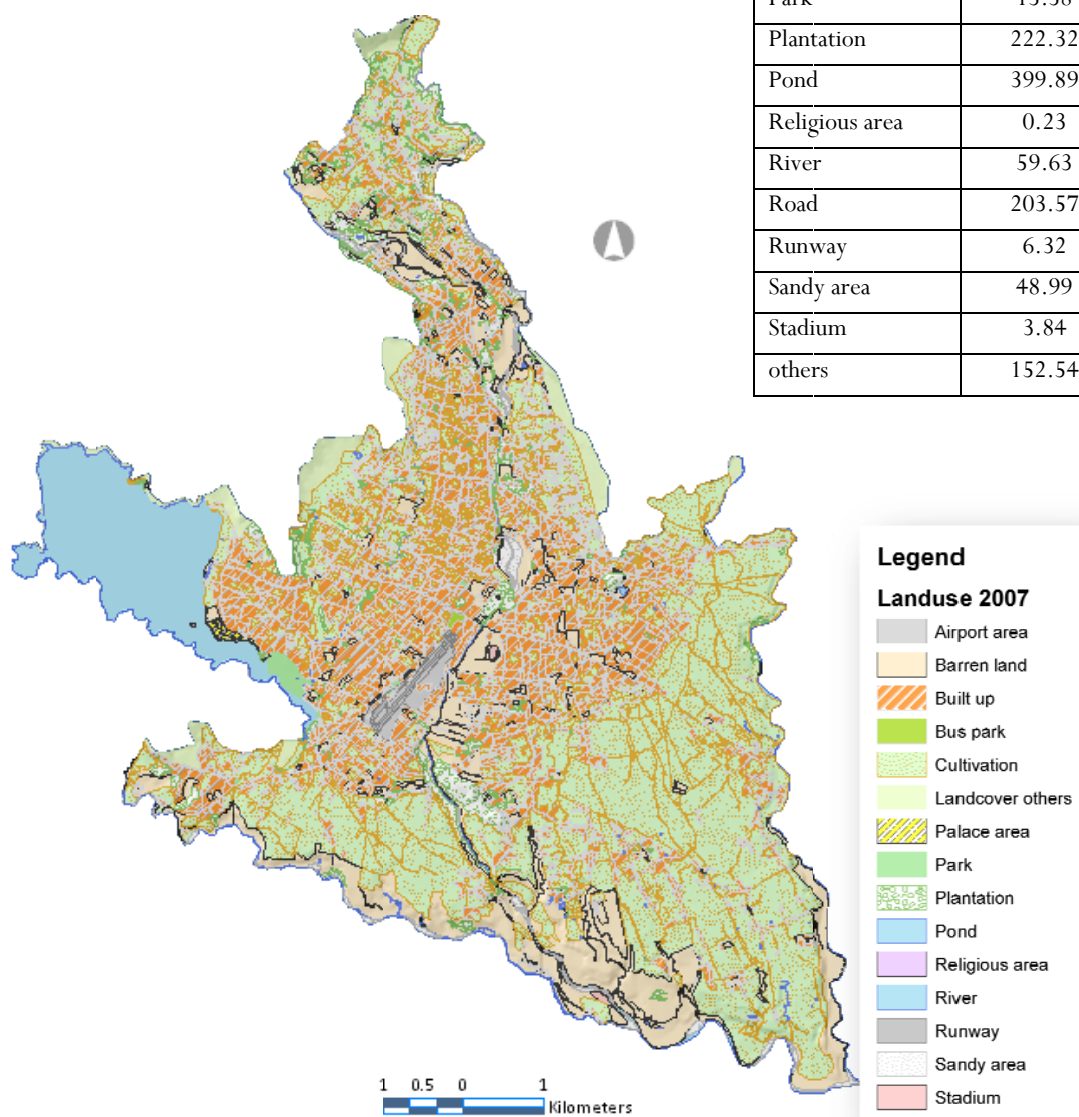 Park 13.58
Plantation 222.32
Pond 399.89
Religious area 0.23
River 59.63
Road 203.57
Runway 6.32
Sandy area 48.99
Stadium 3.84
others 152.54
Legend
Landuse 2007
Airport area
Barren land
Built up
Bus park
Cultivation
Landcover others
Palace area
Park
Plantation
Pond
Religious area
River
Runway
Sandy area
Stadium
1 0.5 0 1
Kilometers